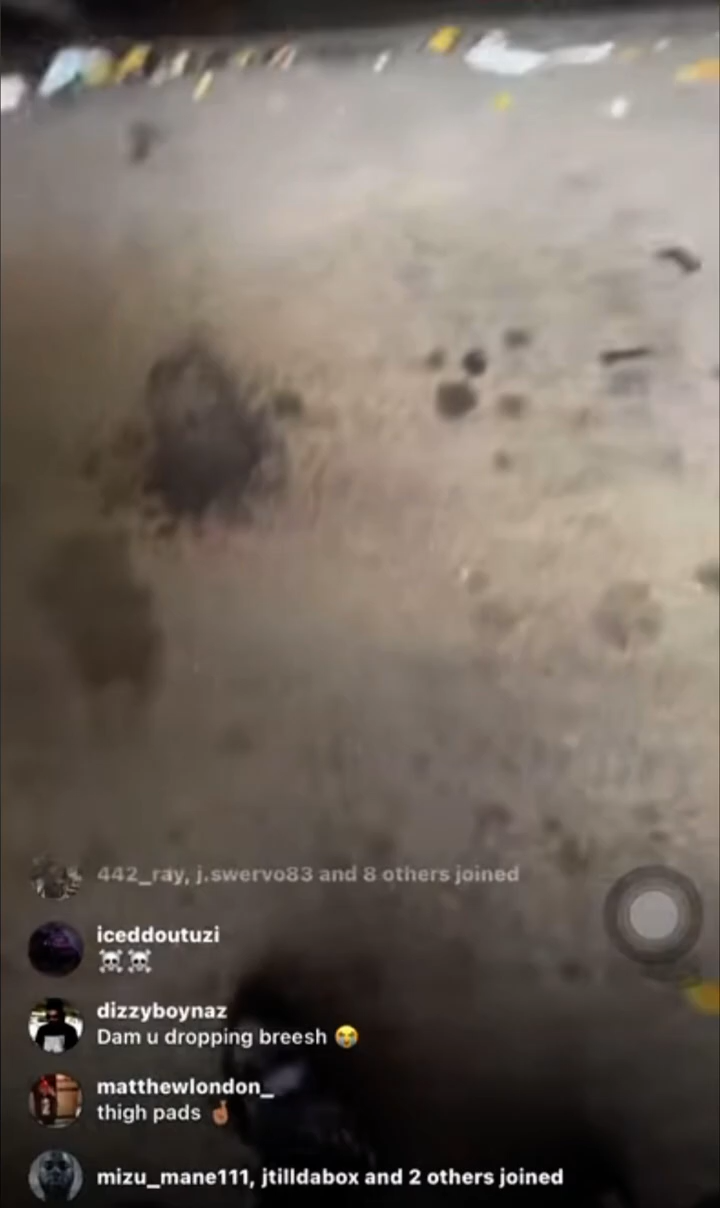 442_ray, j.swervo83 and 8 others joined
iceddoutuzi
☠️☠️
dizzyboynaz
Dam u dropping breesh 😭
matthewlondon_
thigh pads 🤞🏽
mizu_mane111, jtilldabox and 2 others joined